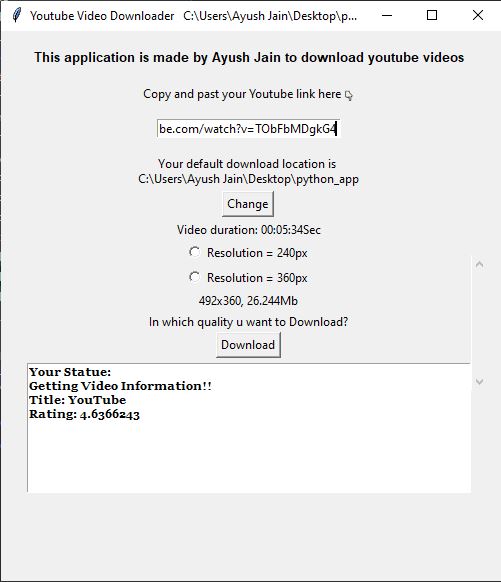 Youtube Video Downloader C:\Users\Ayush Jain\Desktop\p...
This application is made by Ayush Jain to download youtube videos
Copy and past your Youtube link here
be.com/watch?v=TObFbMDgkG4
Your default download location is
C:\Users\Ayush Jain\Desktop\python_app
Change
Video duration: 00:05:34Sec
Resolution = 240px
Resolution = 360px
492x360, 26.244Mb
In which quality u want to Download?
Download
Your Statue:
Getting Video Information!!
Title: YouTube
Rating: 4.6366243